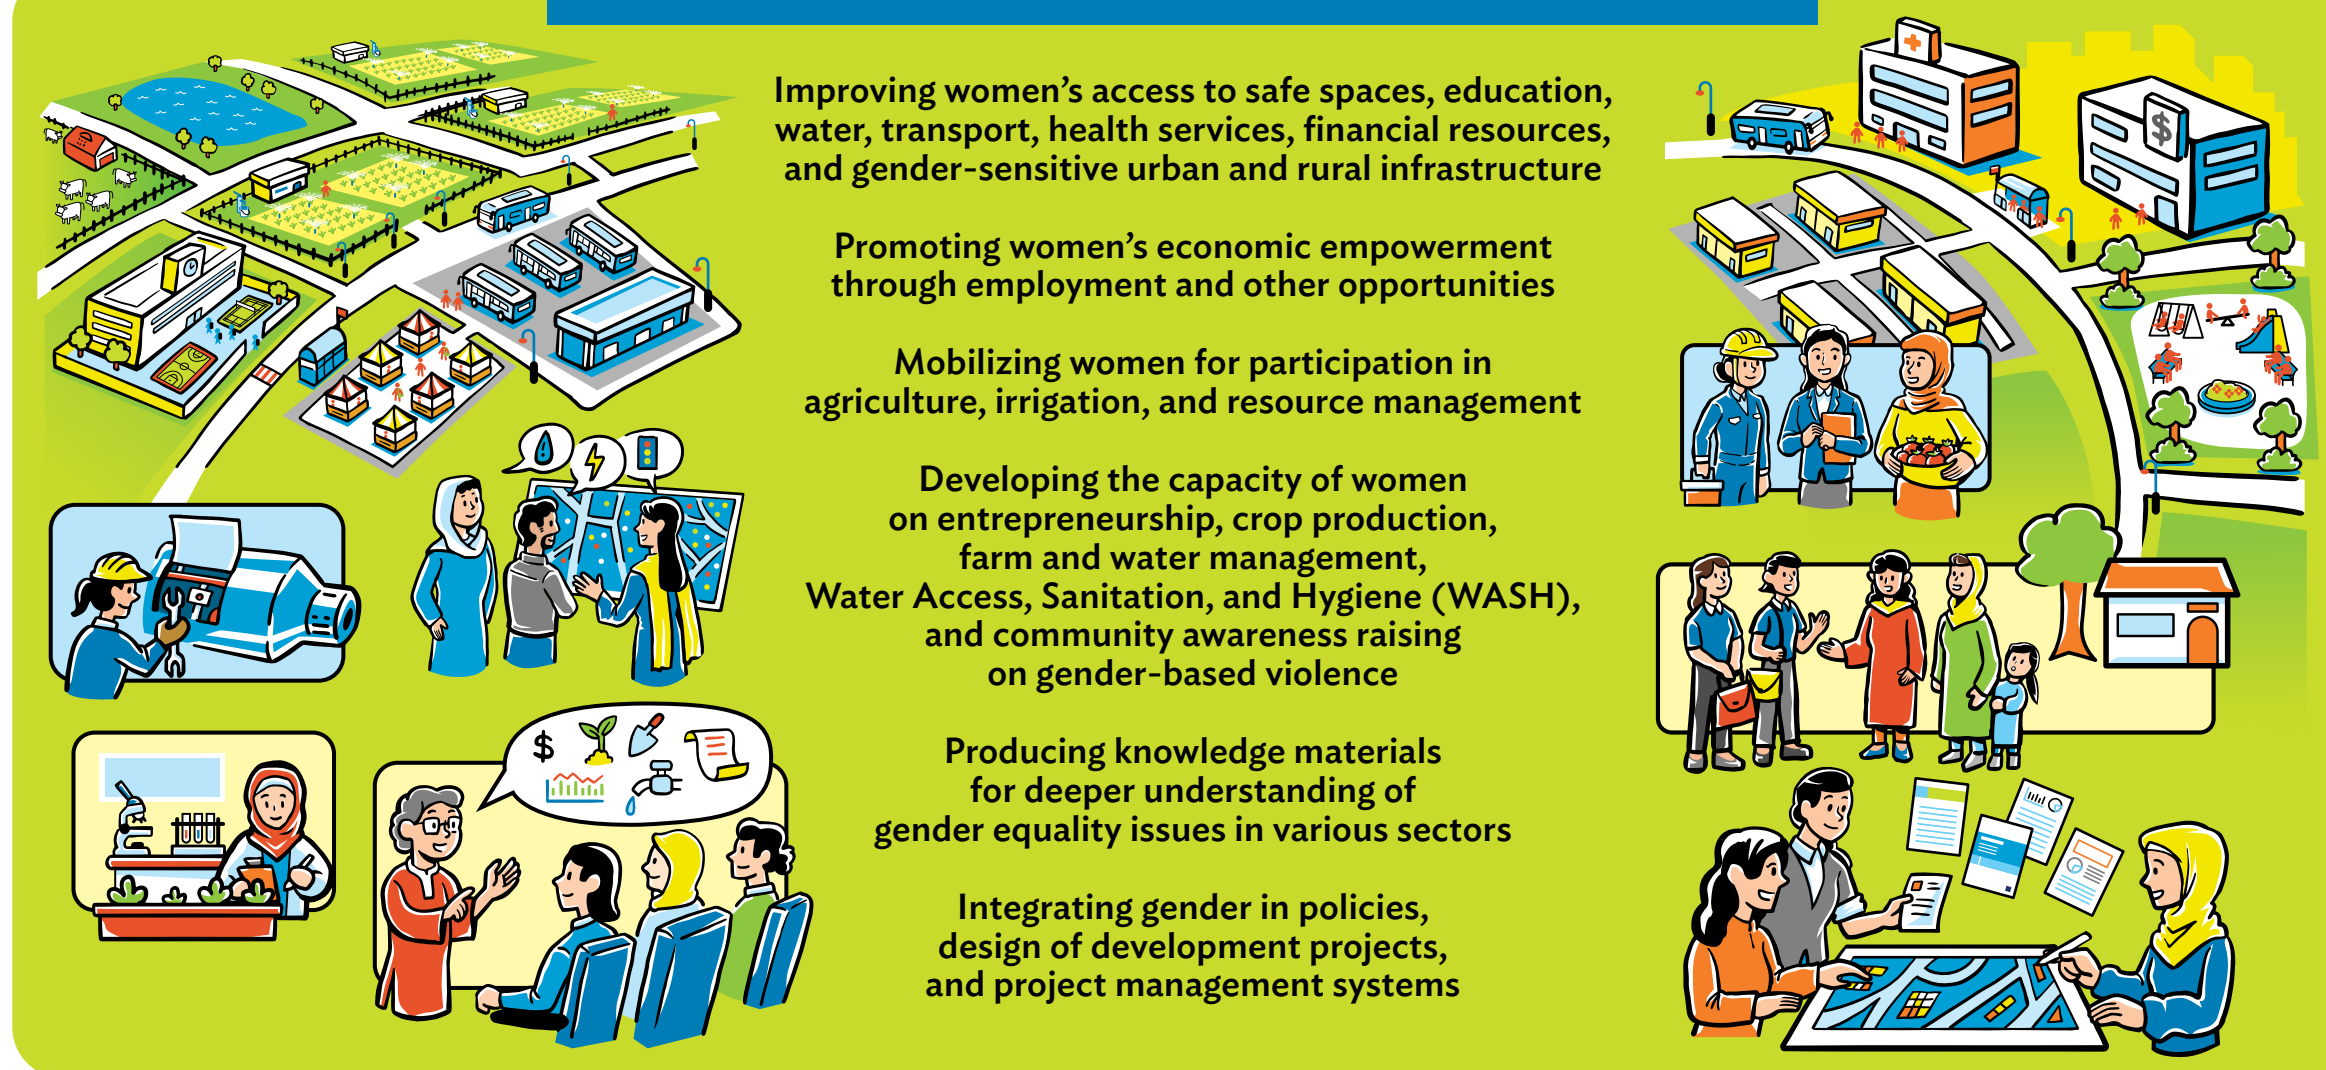 Improving women’s access to safe spaces, education,
water, transport, health services, financial resources,
and gender-sensitive urban and rural infrastructure
Promoting women’s economic empowerment
through employment and other opportunities
Mobilizing women for participation in
agriculture, irrigation, and resource management
Developing the capacity of women
on entrepreneurship, crop production,
farm and water management,
Water Access, Sanitation, and Hygiene (WASH),
and community awareness raising
on gender-based violence
Producing knowledge materials
for deeper understanding of
gender equality issues in various sectors
Integrating gender in policies,
design of development projects,
and project management systems
$
$